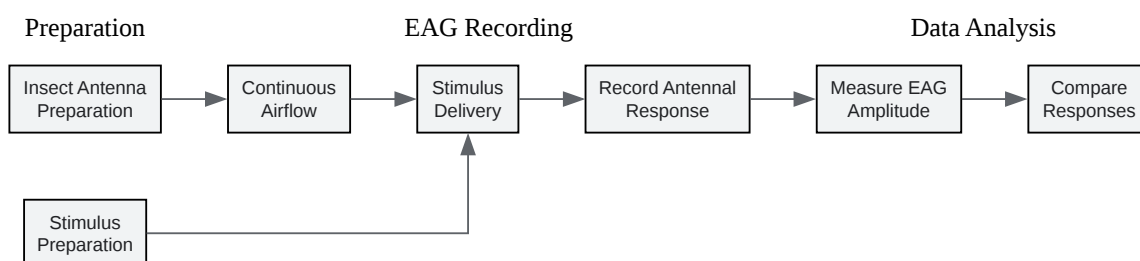 Preparation
EAG Recording
Data Analysis
Insect Antenna
Preparation
Continuous
Airflow
Stimulus
Delivery
Record Antennal
Response
Measure EAG
Amplitude
Compare
Responses
Stimulus
Preparation